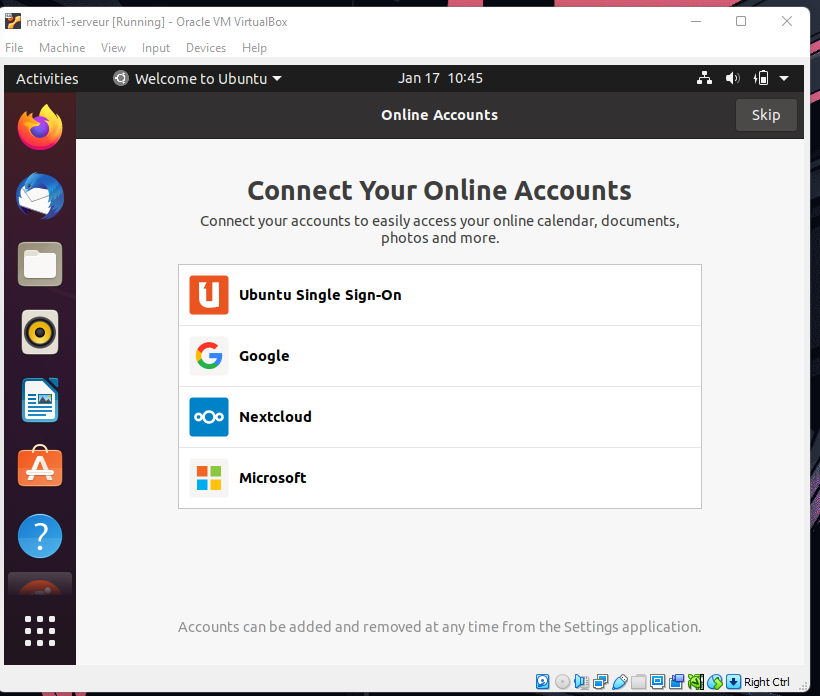 matrix1-serveur [Running] - Oracle VM VirtualBox
File Machine View Input Devices Help
Activities Welcome to Ubuntu Jan 17 10:45
Online Accounts Skip
Connect Your Online Accounts
Connect your accounts to easily access your online calendar, documents,
photos and more.
Ubuntu Single Sign-On
Google
Nextcloud
Microsoft
Accounts can be added and removed at any time from the Settings application.
Right Ctrl